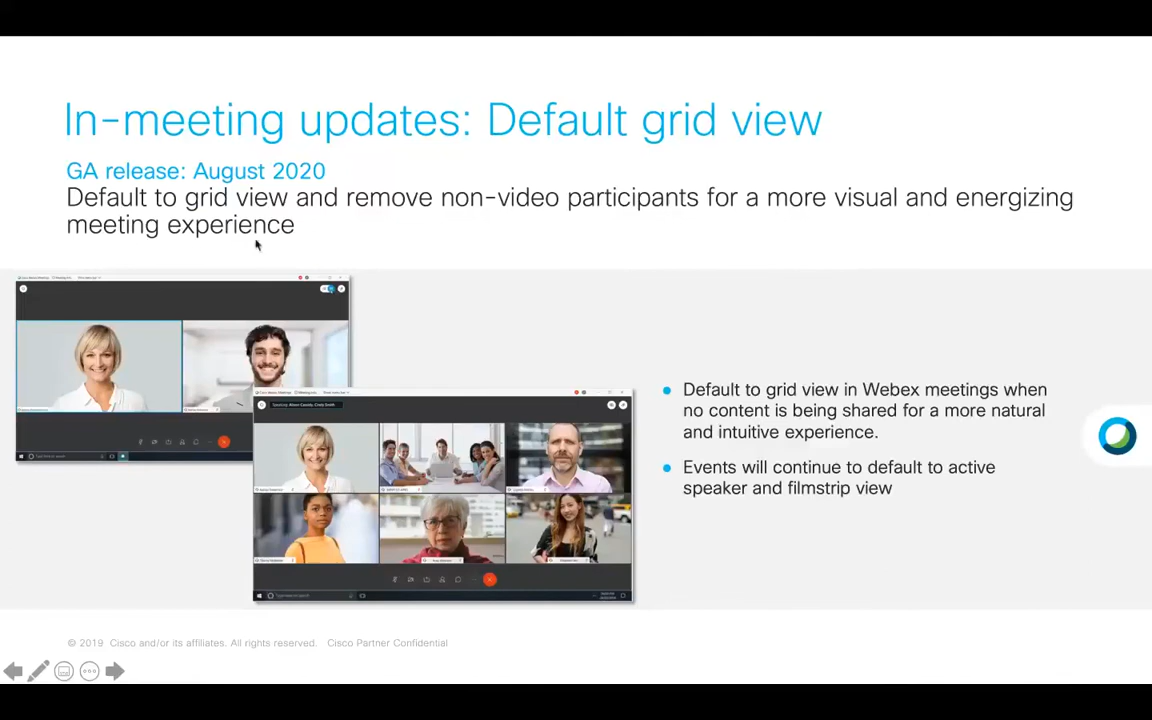 In-meeting updates: Default grid view
GA release: August 2020
Default to grid view and remove non-video participants for a more visual and energizing
meeting experience
Default to grid view in Webex meetings when
no content is being shared for a more natural
and intuitive experience.
Events will continue to default to active
speaker and filmstrip view
© 2019 Cisco and/or its affiliates. All rights reserved. Cisco Partner Confidential